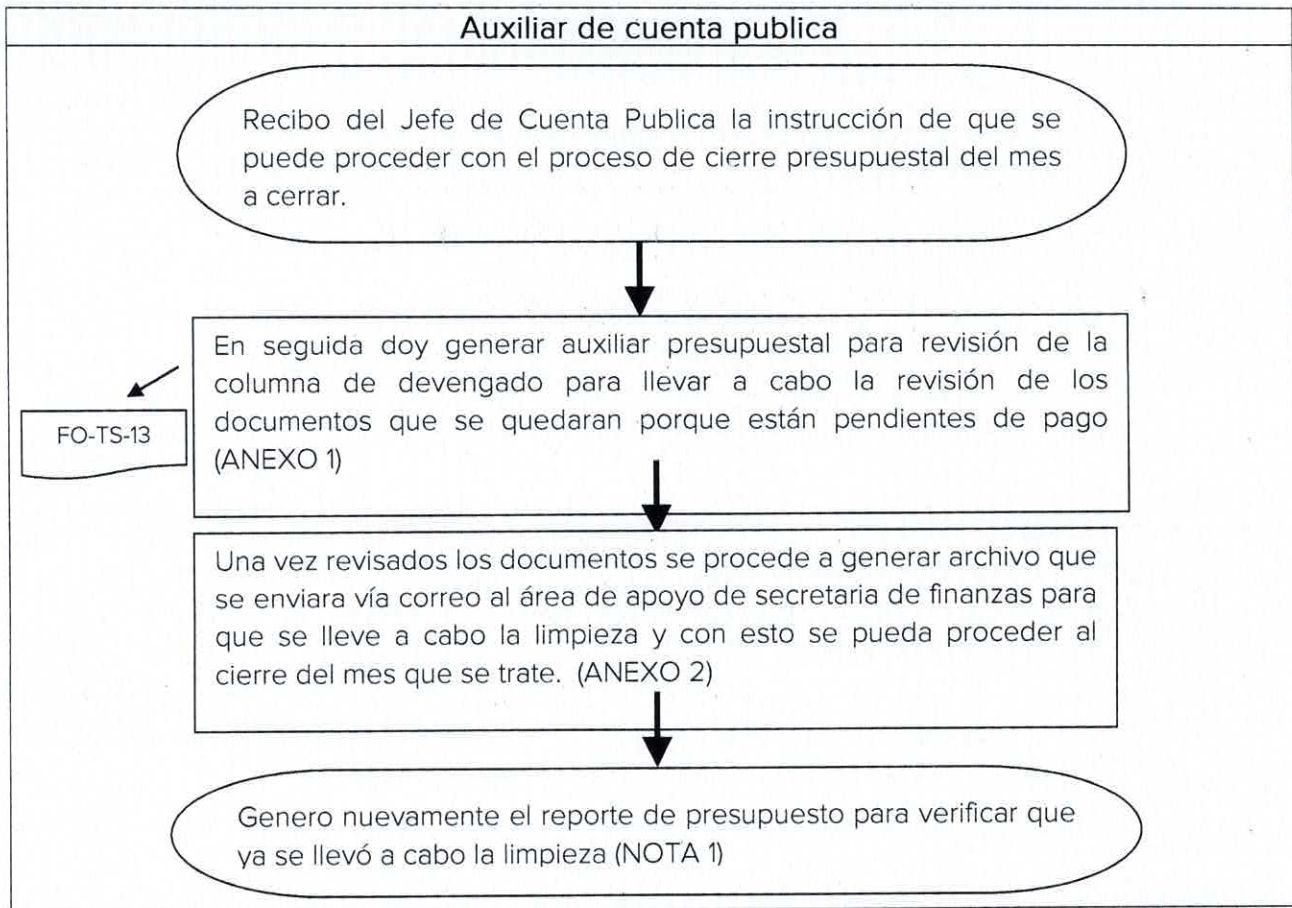 Auxiliar de cuenta publica
Recibo del Jefe de Cuenta Publica la instrucción de que se
puede proceder con el proceso de cierre presupuestal del mes
a cerrar.
En seguida doy generar auxiliar presupuestal para revisión de la
columna de devengado para llevar a cabo la revisión de los
documentos que se quedaran porque están pendientes de pago
(ANEXO 1)
FO-TS-13
Una vez revisados los documentos se procede a generar archivo que
se enviara vía correo al área de apoyo de secretaria de finanzas para
que se lleve a cabo la limpieza y con esto se pueda proceder al
cierre del mes que se trate. (ANEXO 2)
Genero nuevamente el reporte de presupuesto para verificar que
ya se llevó a cabo la limpieza (NOTA 1)